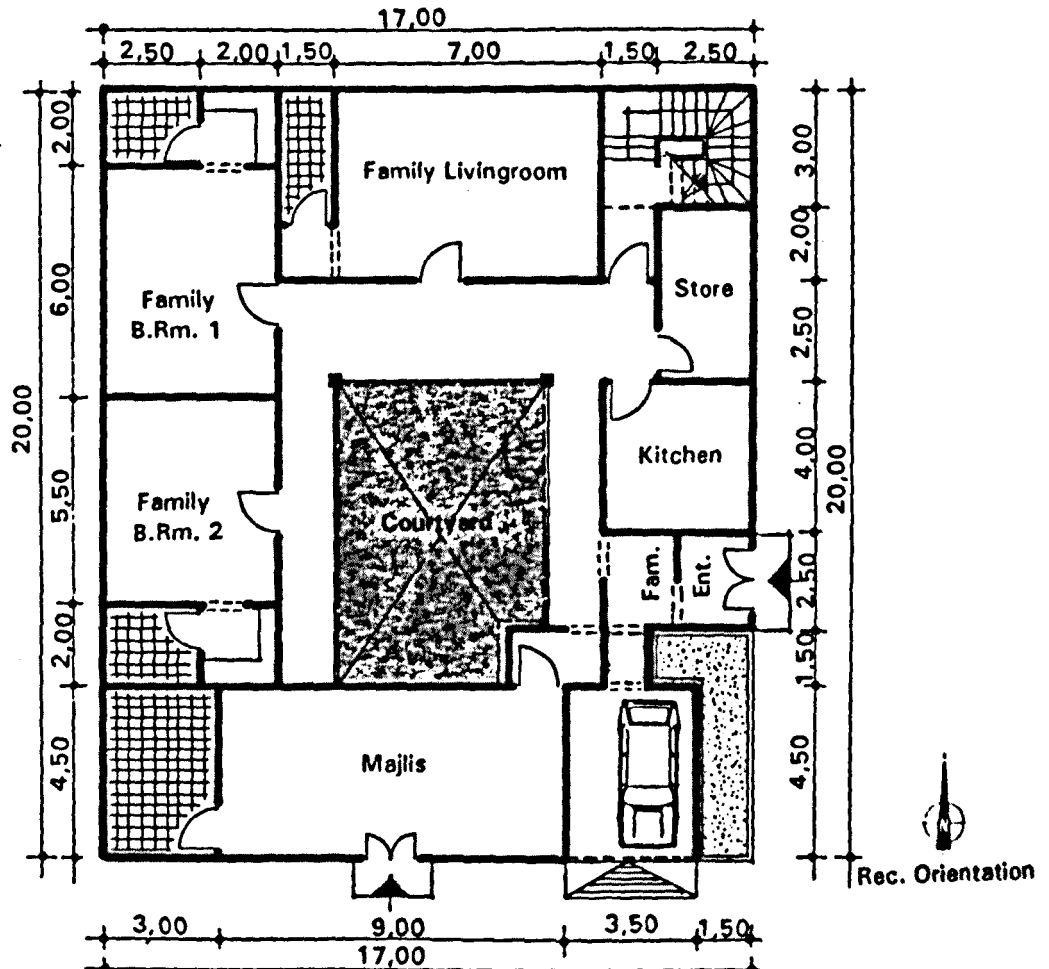 17,00
2,50 2,00 1,50 7,00 1,50 2,50
2,00
6,00
5,50
2,00
4,50
20,00
3,00
2,00
2,50
4,00
2,50
1,50
4,50
20,00
Family Livingroom
Family
B.Rm. 1
Store
Kitchen
Family
B.Rm. 2
Courtyard
Fam.
Ent.
Majlis
Rec. Orientation
3,00 9,00 3,50 1,50
17,00